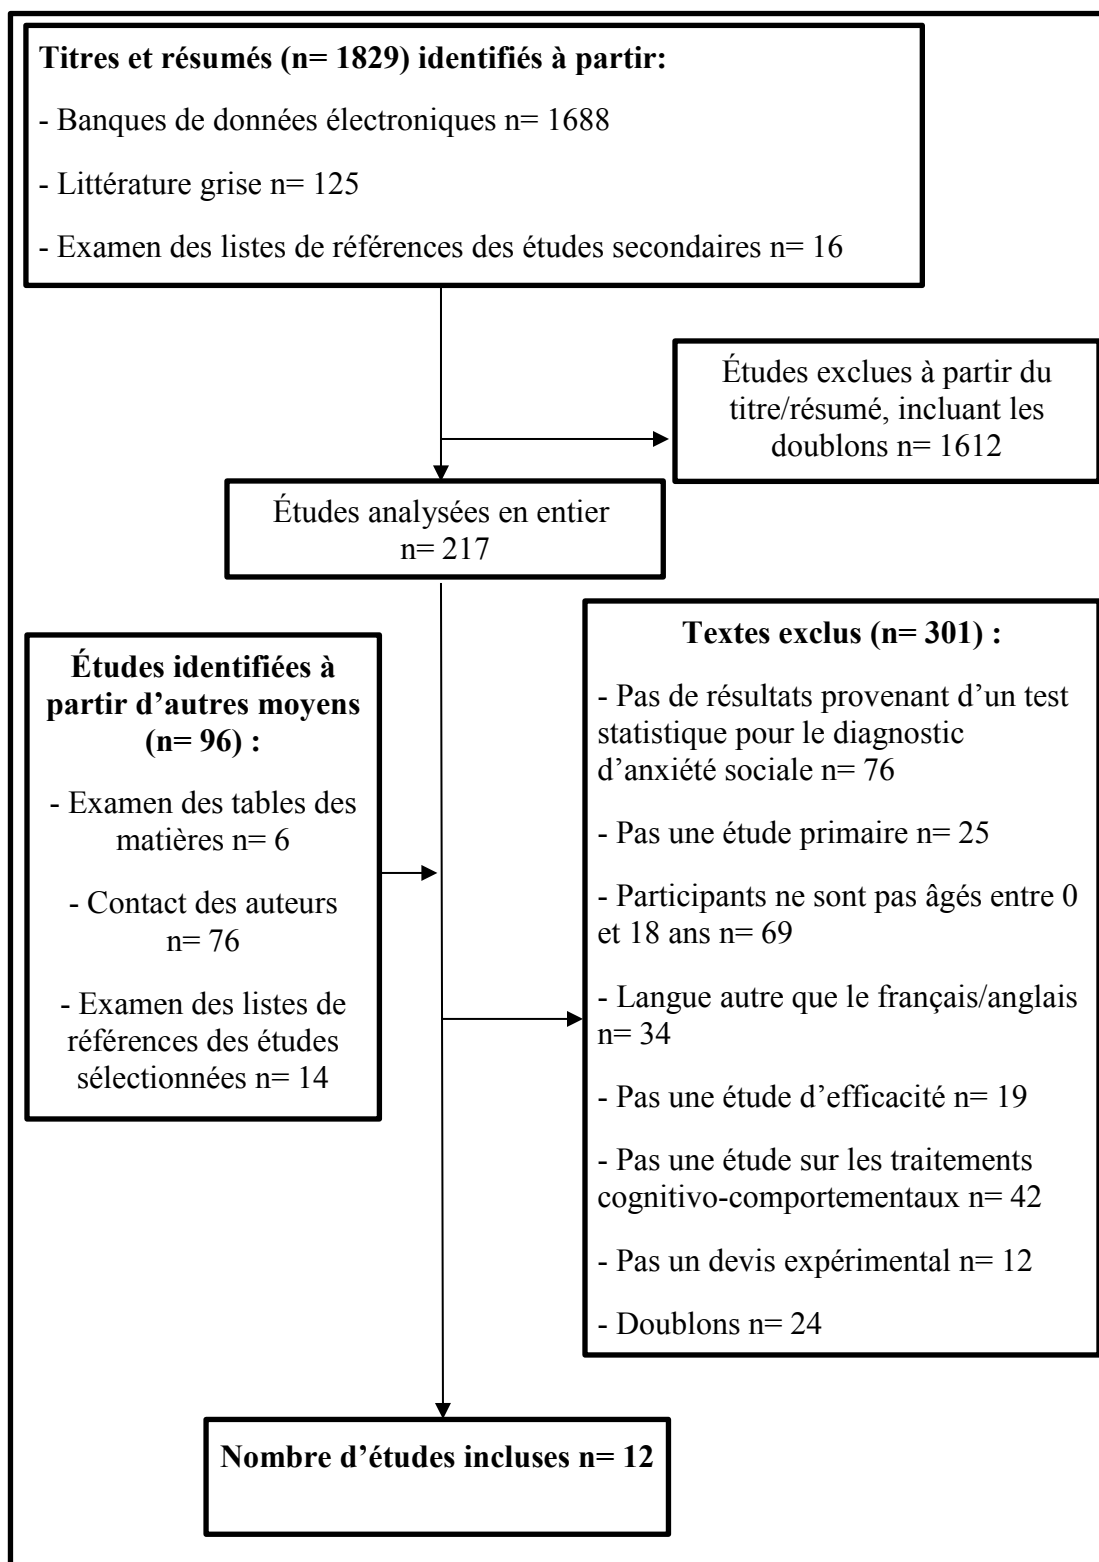 Titres et résumés (n= 1829) identifiés à partir:
- Banques de données électroniques n= 1688
- Littérature grise n= 125
- Examen des listes de références des études secondaires n= 16
Études exclues à partir du
titre/résumé, incluant les
doublons n= 1612
Études analysées en entier
n= 217
Études identifiées à
partir d’autres moyens
(n= 96) :
- Examen des tables des
matières n= 6
- Contact des auteurs
n= 76
- Examen des listes de
références des études
sélectionnées n= 14
Textes exclus (n= 301) :
- Pas de résultats provenant d’un test
statistique pour le diagnostic
d’anxiété sociale n= 76
- Pas une étude primaire n= 25
- Participants ne sont pas âgés entre 0
et 18 ans n= 69
- Langue autre que le français/anglais
n= 34
- Pas une étude d’efficacité n= 19
- Pas une étude sur les traitements
cognitivo-comportementaux n= 42
- Pas un devis expérimental n= 12
- Doublons n= 24
Nombre d’études incluses n= 12